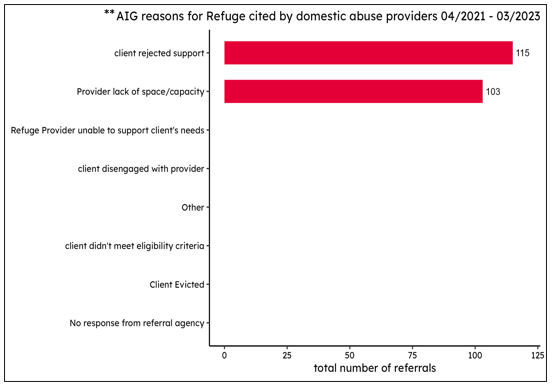 **AIG reasons for Refuge cited by domestic abuse providers 04/2021 - 03/2023
client rejected support
115
Provider lack of space/capacity
103
Refuge Provider unable to support client's needs
client disengaged with provider
Other
client didn't meet eligibility criteria
Client Evicted
No response from referral agency
0 25 50 75 100 125
total number of referrals